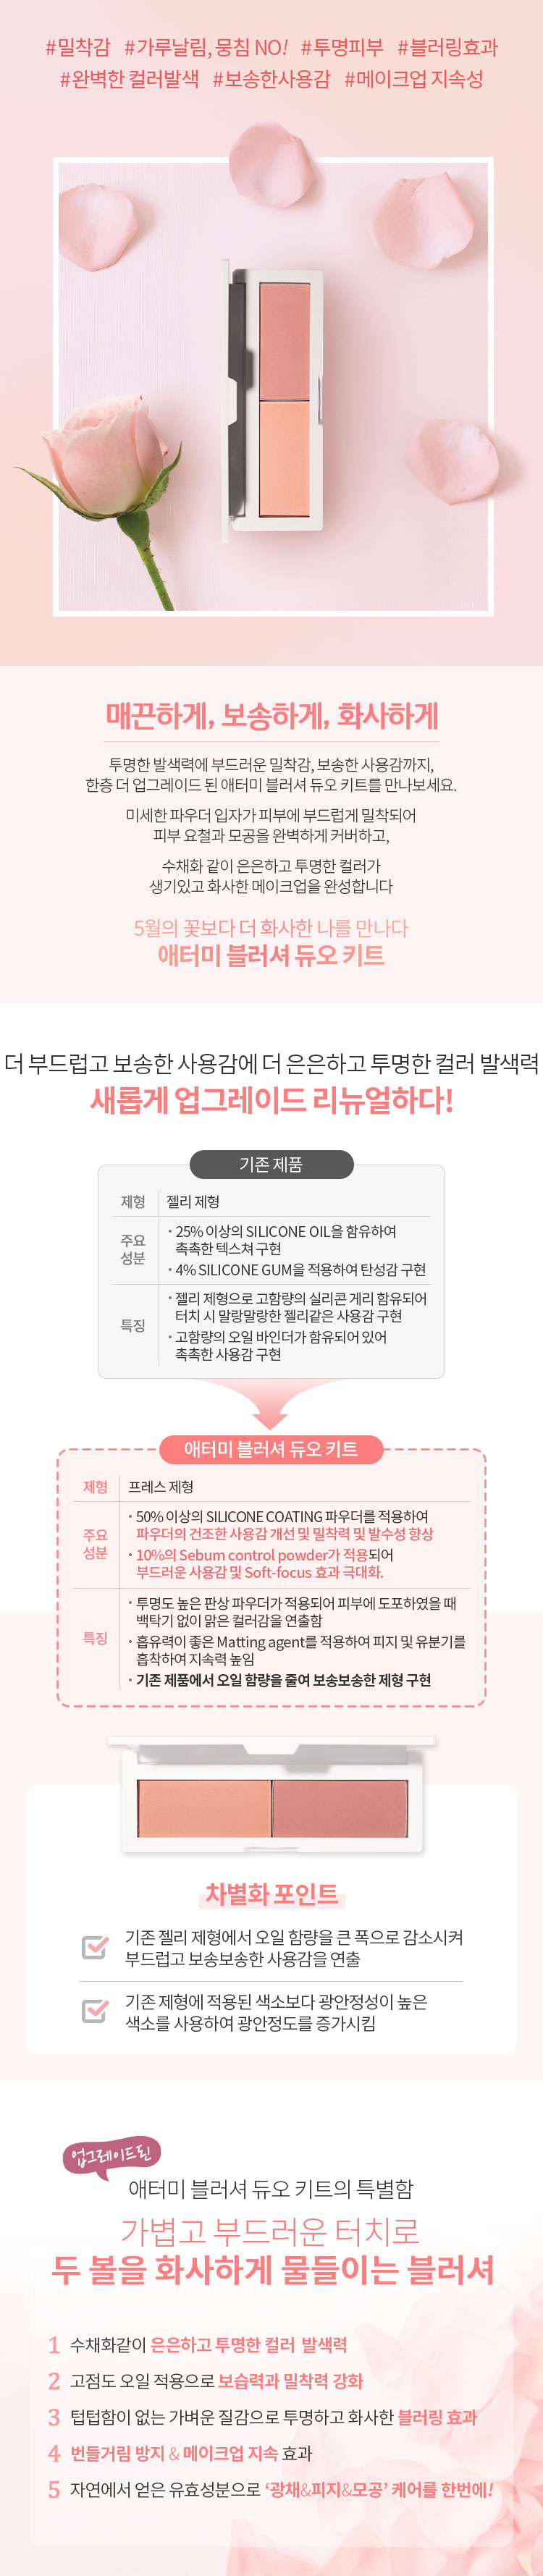 #밀착감 #가루날림, 뭉침 NO! #투명피부 #블러링효과
#완벽한 컬러발색 #보송한사용감 #메이크업 지속성
매끈하게, 보송하게, 화사하게
투명한 발색력에 부드러운 밀착감, 보송한 사용감까지,
한층 더 업그레이드 된 애터미 블러셔 듀오 키트를 만나보세요.
미세한 파우더 입자가 피부에 부드럽게 밀착되어
피부 요철과 모공을 완벽하게 커버하고,
수채화 같이 은은하고 투명한 컬러가
생기있고 화사한 메이크업을 완성합니다
5월의 꽃보다 더 화사한 나를 만나다
애터미 블러셔 듀오 키트
더 부드럽고 보송한 사용감에 더 은은하고 투명한 컬러 발색력
새롭게 업그레이드 리뉴얼하다!
기존 제품
제형 젤리 제형
주요
성분
· 25% 이상의 SILICONE OIL을 함유하여
촉촉한 텍스쳐 구현
· 4% SILICONE GUM을 적용하여 탄성감 구현
특징
· 젤리 제형으로 고함량의 실리콘 게리 함유되어
터치 시 말랑말랑한 젤리같은 사용감 구현
· 고함량의 오일 바인더가 함유되어 있어
촉촉한 사용감 구현
애터미 블러셔 듀오 키트
제형 프레스 제형
주요
성분
· 50% 이상의 SILICONE COATING 파우더를 적용하여
파우더의 건조한 사용감 개선 및 밀착력 및 발수성 향상
· 10%의 Sebum control powder가 적용되어
부드러운 사용감 및 Soft-focus 효과 극대화.
특징
· 투명도 높은 판상 파우더가 적용되어 피부에 도포하였을 때
백탁기 없이 맑은 컬러감을 연출함
· 흡유력이 좋은 Matting agent를 적용하여 피지 및 유분기를
흡착하여 지속력 높임
· 기존 제품에서 오일 함량을 줄여 보송보송한 제형 구현
차별화 포인트
기존 젤리 제형에서 오일 함량을 큰 폭으로 감소시켜
부드럽고 보송보송한 사용감을 연출
기존 제형에 적용된 색소보다 광안정성이 높은
색소를 사용하여 광안정도를 증가시킴
업그레이드된
애터미 블러셔 듀오 키트의 특별함
가볍고 부드러운 터치로
두 볼을 화사하게 물들이는 블러셔
1 수채화같이 은은하고 투명한 컬러 발색력
2 고점도 오일 적용으로 보습력과 밀착력 강화
3 텁텁함이 없는 가벼운 질감으로 투명하고 화사한 블러링 효과
4 번들거림 방지 & 메이크업 지속 효과
5 자연에서 얻은 유효성분으로 ‘광채&피지&모공’ 케어를 한번에!